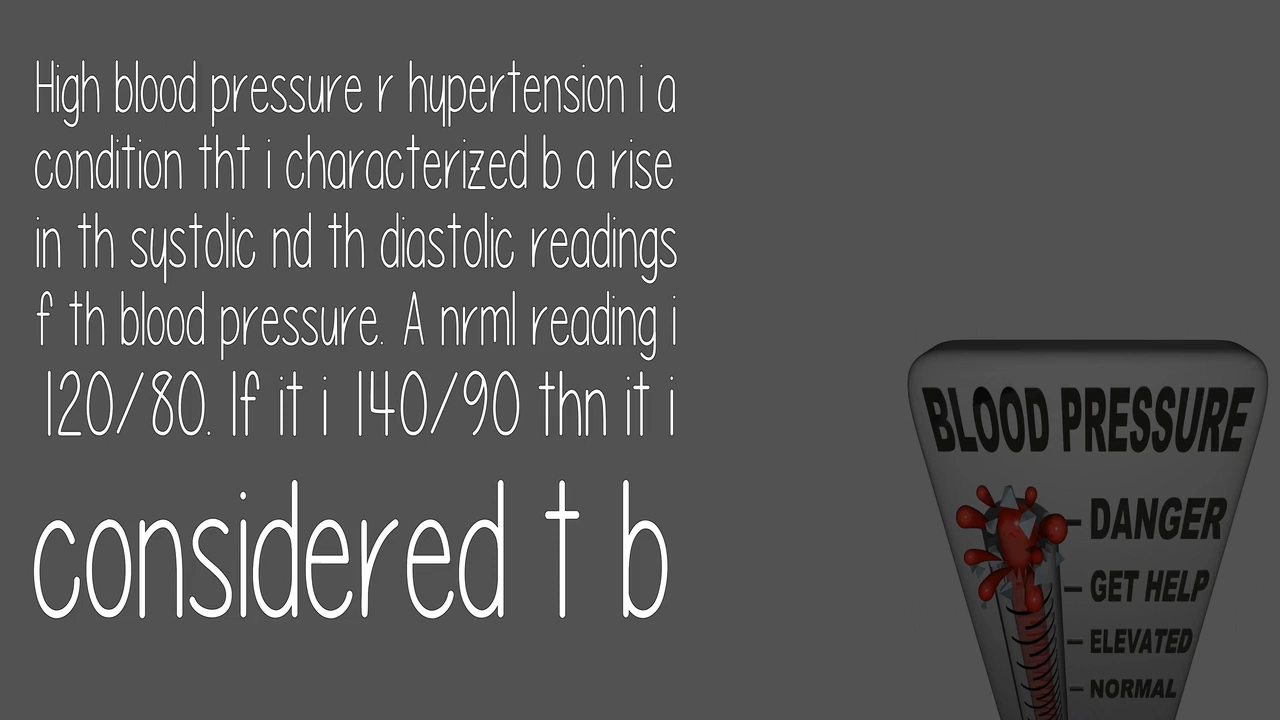 High blood pressure r hypertension i a
condition tht i characterized b a rise
in th systolic nd th diastolic readings
f th blood pressure. A nrml reading i
120/80. If it i 140/90 thn it i
considered t b
BLOOD PRESSURE
DANGER
GET HELP
ELEVATED
NORMAL